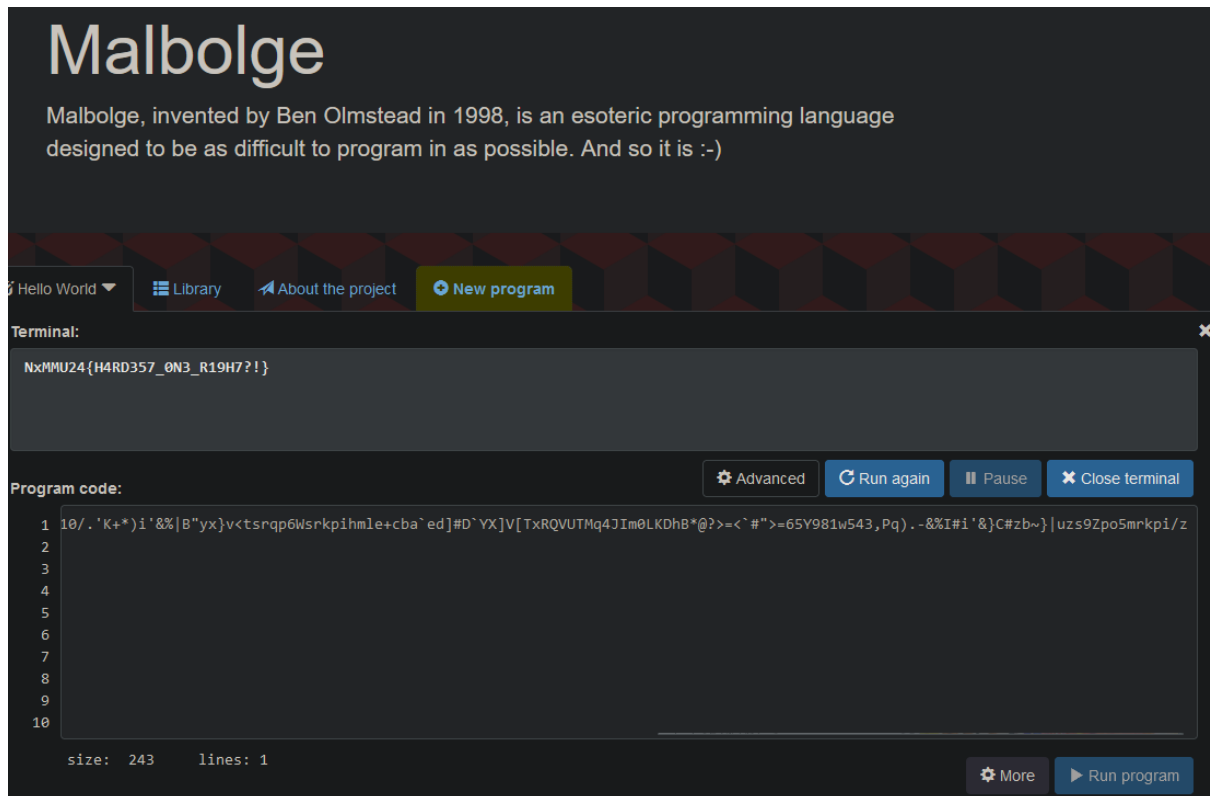 Malbolge
Malbolge, invented by Ben Olmstead in 1998, is an esoteric programming language
designed to be as difficult to program in as possible. And so it is :-)
Hello World Library About the project New program
Terminal:
NxMMU24{H4RD357_0N3_R19H7?!}
Advanced Run again Pause Close terminal
Program code:
1 10/.'K+*)i'&%|B"yx}v<tsrqp6Wsrkpihmle+cba`ed]#D`YX]V[TxRQVUTMq4JIm0LKDhB*@?>=<`#">=65Y981w543,Pq).-&%I#i'&}C#zb~}|uzs9Zpo5mrkpi/z
2
3
4
5
6
7
8
9
10
size: 243 lines: 1
More Run program